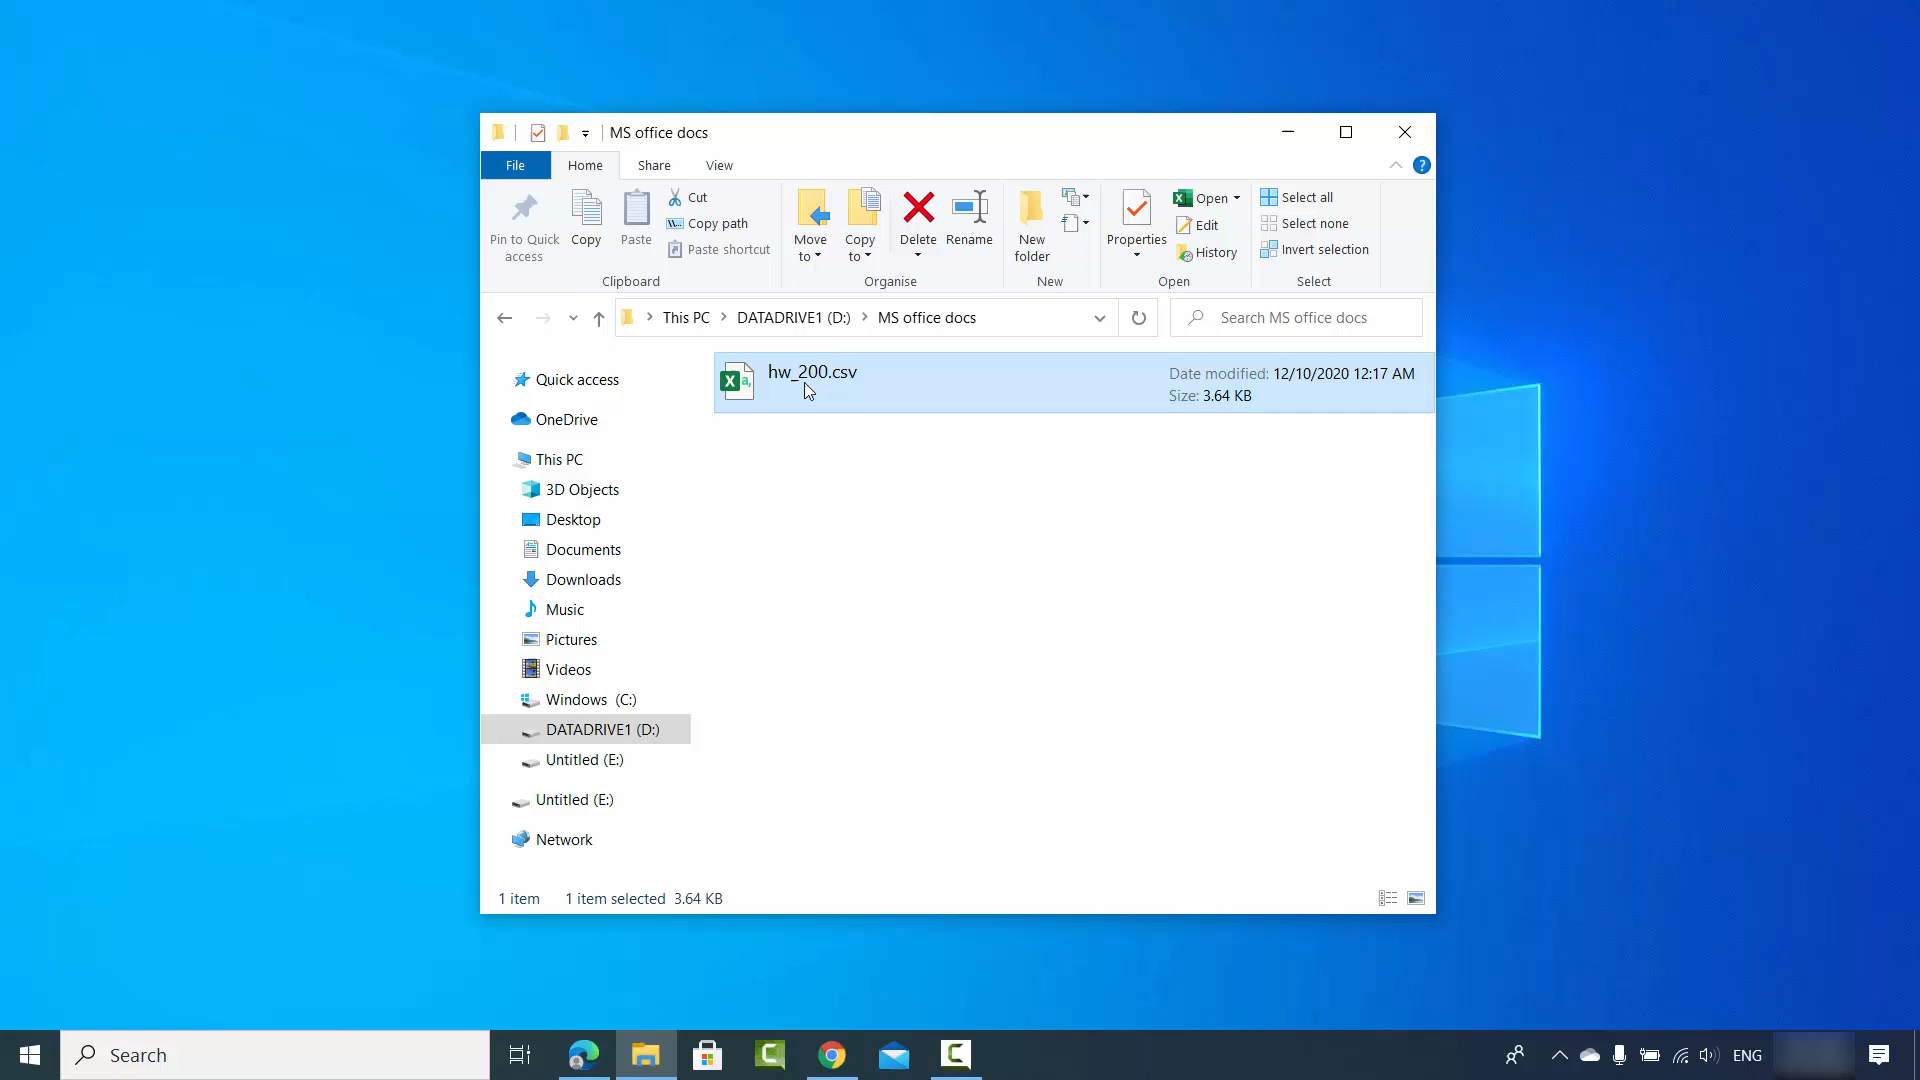 MS office docs
File Home Share View
Pin to Quick access
Copy
Paste
Cut
Copy path
Paste shortcut
Clipboard
Move to
Copy to
Delete
Rename
Organise
New folder
New
Properties
Open
Edit
History
Open
Select all
Select none
Invert selection
Select
This PC DATADRIVE1 (D:) MS office docs
Search MS office docs
Quick access
OneDrive
This PC
3D Objects
Desktop
Documents
Downloads
Music
Pictures
Videos
Windows (C:)
DATADRIVE1 (D:)
Untitled (E:)
Untitled (E:)
Network
hw_200.csv
Date modified: 12/10/2020 12:17 AM
Size: 3.64 KB
1 item 1 item selected 3.64 KB
Search
ENG